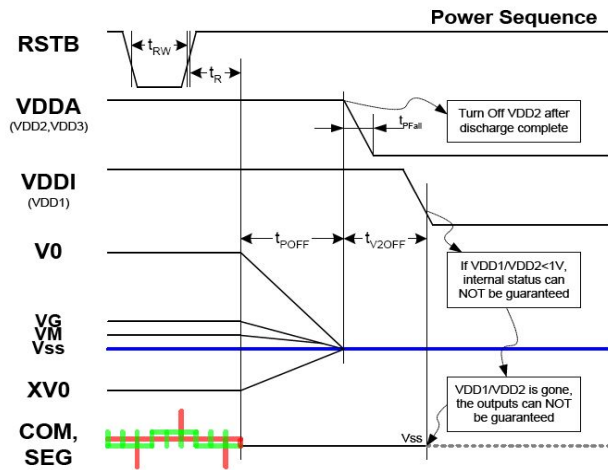 Power Sequence
RSTB
tRW
tR
VDDA
(VDD2,VDD3)
tPFall
Turn Off VDD2 after
discharge complete
VDDI
(VDD1)
tPOFF
tV2OFF
V0
If VDD1/VDD2<1V,
internal status can
NOT be guaranteed
VG
VM
Vss
XV0
VDD1/VDD2 is gone,
the outputs can NOT
be guaranteed
COM,
SEG
Vss